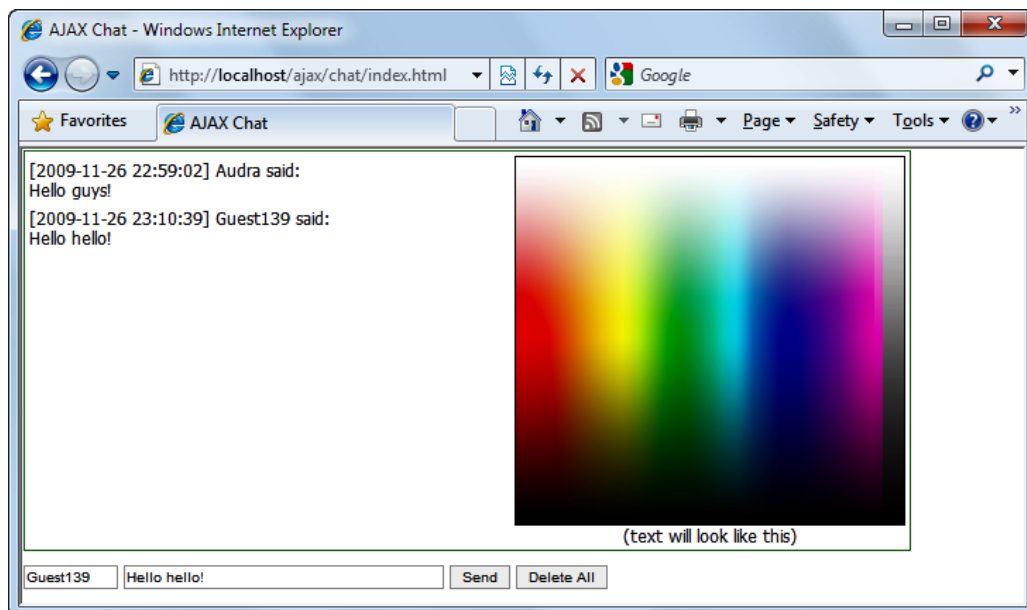 AJAX Chat - Windows Internet Explorer
http://localhost/ajax/chat/index.html
Google
Favorites
AJAX Chat
Page
Safety
Tools
[2009-11-26 22:59:02] Audra said:
Hello guys!
[2009-11-26 23:10:39] Guest139 said:
Hello hello!
(text will look like this)
Guest139
Hello hello!
Send
Delete All